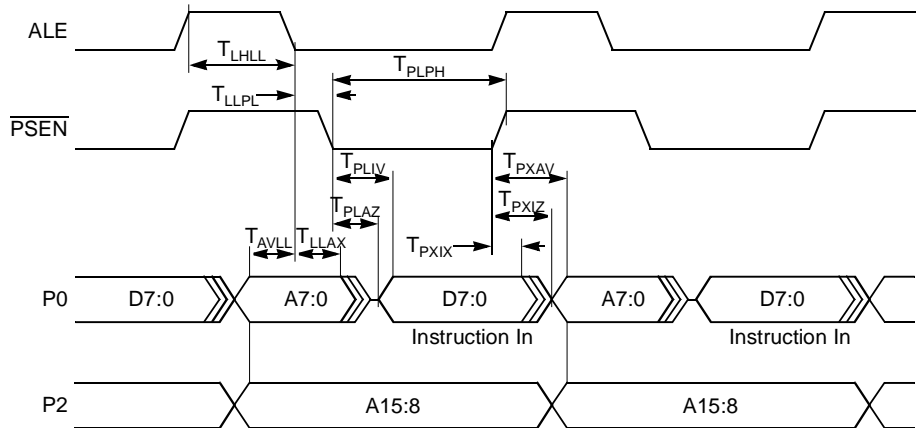 ALE
T_LHLL
T_PLPH
T_LLPL
PSEN
T_PLIV
T_PXAV
T_PLAZ
T_PXIZ
T_AVLL T_LLAX
T_PXIX
P0 D7:0 A7:0 D7:0 A7:0 D7:0
Instruction In Instruction In
P2 A15:8 A15:8